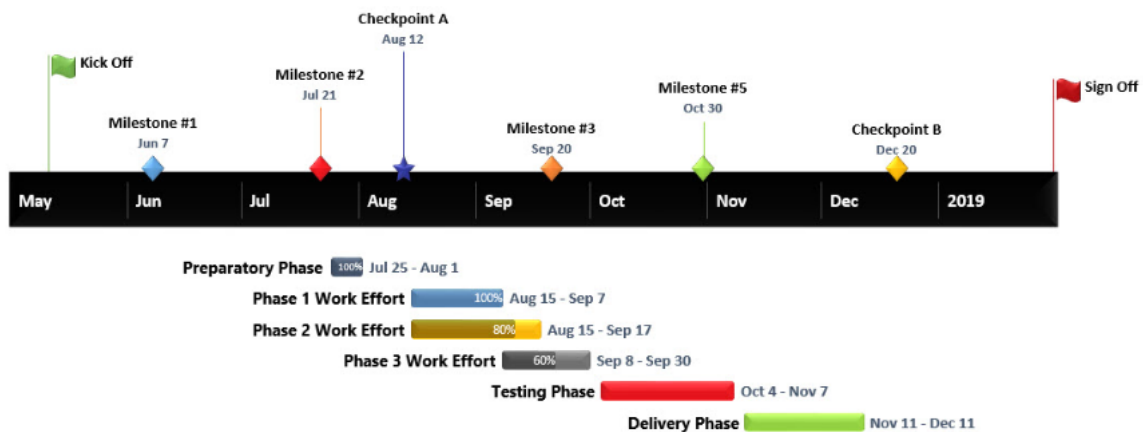 Checkpoint A
Aug 12
Kick Off
Milestone #2
Jul 21
Milestone #5
Oct 30
Sign Off
Milestone #1
Jun 7
Milestone #3
Sep 20
Checkpoint B
Dec 20
May Jun Jul Aug Sep Oct Nov Dec 2019
Preparatory Phase 100% Jul 25 - Aug 1
Phase 1 Work Effort 100% Aug 15 - Sep 7
Phase 2 Work Effort 80% Aug 15 - Sep 17
Phase 3 Work Effort 60% Sep 8 - Sep 30
Testing Phase Oct 4 - Nov 7
Delivery Phase Nov 11 - Dec 11